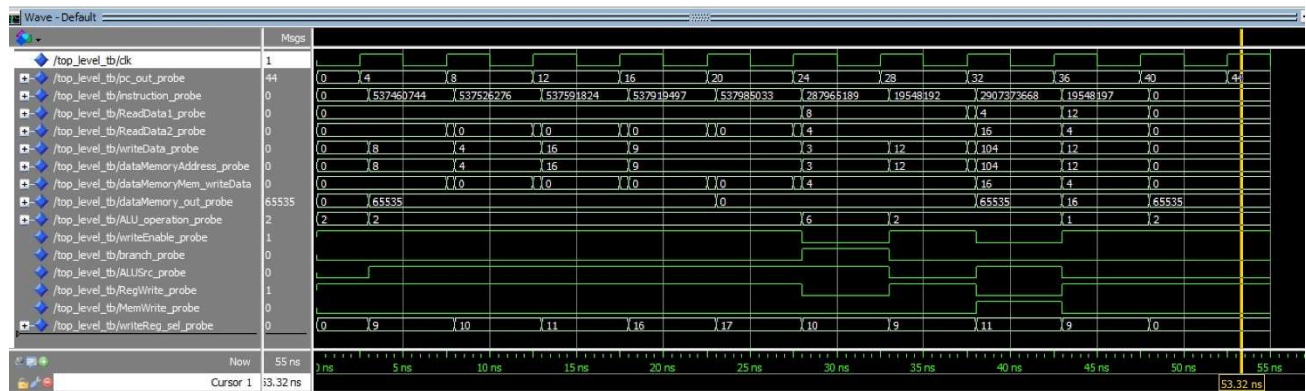 Wave - Default
Msgs
/top_level_tb/clk 1
/top_level_tb/pc_out_probe 44 0 4 8 12 16 20 24 28 32 36 40 44
/top_level_tb/instruction_probe 0 0 537460744 537526276 537591824 537919497 537985033 287965189 19548192 2907373668 19548197 0
/top_level_tb/ReadData1_probe 0 0 8 4 12 0
/top_level_tb/ReadData2_probe 0 0 0 0 0 0 4 16 4 0
/top_level_tb/writeData_probe 0 0 8 4 16 9 3 12 104 12 0
/top_level_tb/dataMemoryAddress_probe 0 0 8 4 16 9 3 12 104 12 0
/top_level_tb/dataMemoryMem_writeData 0 0 0 0 0 0 4 16 4 0
/top_level_tb/dataMemory_out_probe 65535 0 65535 0 65535 16 65535
/top_level_tb/ALU_operation_probe 2 2 2 6 2 1 2
/top_level_tb/writeEnable_probe 1
/top_level_tb/branch_probe 0
/top_level_tb/ALUSrc_probe 0
/top_level_tb/RegWrite_probe 1
/top_level_tb/MemWrite_probe 0
/top_level_tb/writeReg_sel_probe 0 0 9 10 11 16 17 10 9 11 9 0
Now 55 ns 5 ns 10 ns 15 ns 20 ns 25 ns 30 ns 35 ns 40 ns 45 ns 50 ns 55 ns
Cursor 1 53.32 ns